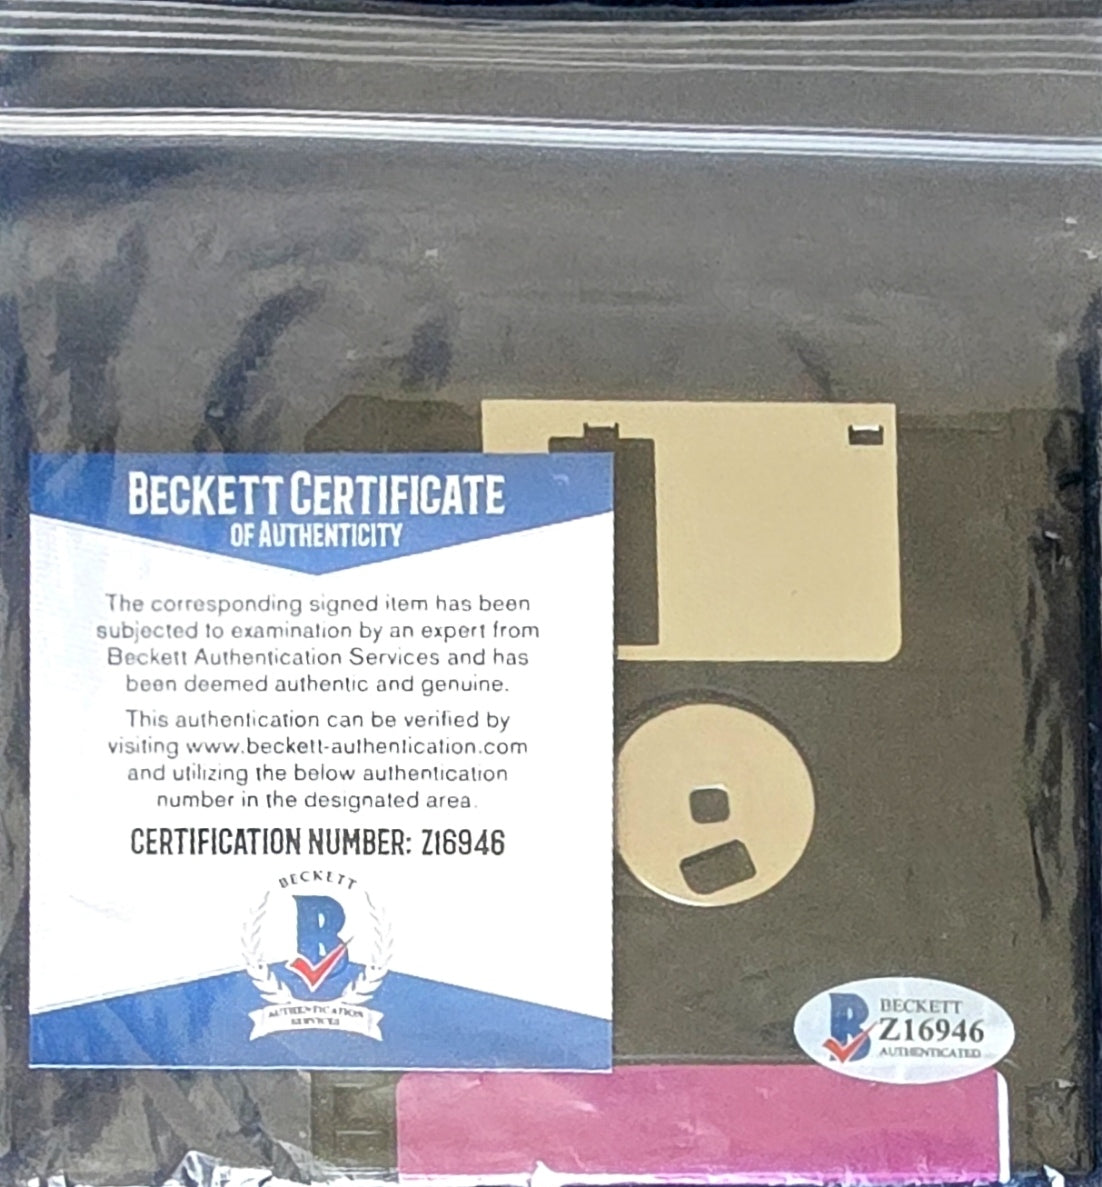 BECKETT CERTIFICATE
OF AUTHENTICITY
The corresponding signed item has been
subjected to examination by an expert from
Beckett Authentication Services and has
been deemed authentic and genuine.
This authentication can be verified by
visiting www.beckett-authentication.com
and utilizing the below authentication
number in the designated area.
CERTIFICATION NUMBER: Z16946
BECKETT
B
AUTHENTICATION
SERVICES
B
BECKETT
Z16946
AUTHENTICATED